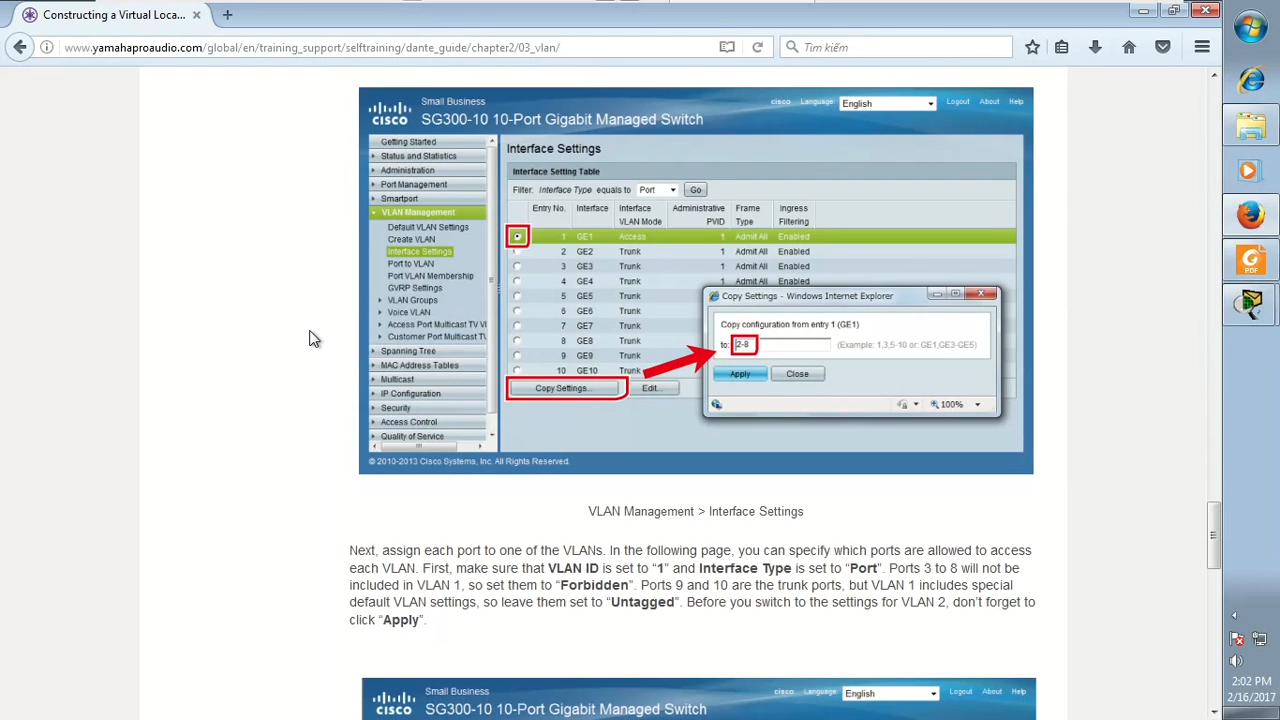 Constructing a Virtual Loca...
www.yamahaproaudio.com/global/en/training_support/selftraining/dante_guide/chapter2/03_vlan/
Tìm kiếm
Small Business
cisco Language: English Logout About Help
CISCO
SG300-10 10-Port Gigabit Managed Switch
Getting Started
Status and Statistics
Administration
Port Management
Smartport
VLAN Management
Default VLAN Settings
Create VLAN
Interface Settings
Port to VLAN
Port VLAN Membership
GVRP Settings
VLAN Groups
Voice VLAN
Access Port Multicast TV VI
Customer Port Multicast TV
Spanning Tree
MAC Address Tables
Multicast
IP Configuration
Security
Access Control
Quality of Service
Interface Settings
Interface Setting Table
Filter: Interface Type equals to Port Go
Entry No. Interface Interface VLAN Mode Administrative PVID Frame Type Ingress Filtering
1 GE1 Access 1 Admit All Enabled
2 GE2 Trunk 1 Admit All Enabled
3 GE3 Trunk 1 Admit All Enabled
4 GE4 Trunk 1 Admit All Enabled
5 GE5 Trunk
6 GE6 Trunk
7 GE7 Trunk
8 GE8 Trunk
9 GE9 Trunk
10 GE10 Trunk
Copy Settings... Edit...
Copy Settings - Windows Internet Explorer
Copy configuration from entry 1 (GE1)
to: 2-8 (Example: 1,3,5-10 or: GE1,GE3-GE5)
Apply Close
100%
© 2010-2013 Cisco Systems, Inc. All Rights Reserved.
VLAN Management > Interface Settings
Next, assign each port to one of the VLANs. In the following page, you can specify which ports are allowed to access
each VLAN. First, make sure that VLAN ID is set to “1” and Interface Type is set to “Port”. Ports 3 to 8 will not be
included in VLAN 1, so set them to “Forbidden”. Ports 9 and 10 are the trunk ports, but VLAN 1 includes special
default VLAN settings, so leave them set to “Untagged”. Before you switch to the settings for VLAN 2, don’t forget to
click “Apply”.
Small Business
cisco Language: English Logout About Help
CISCO
SG300-10 10-Port Gigabit Managed Switch
PDF
2:02 PM
2/16/2017